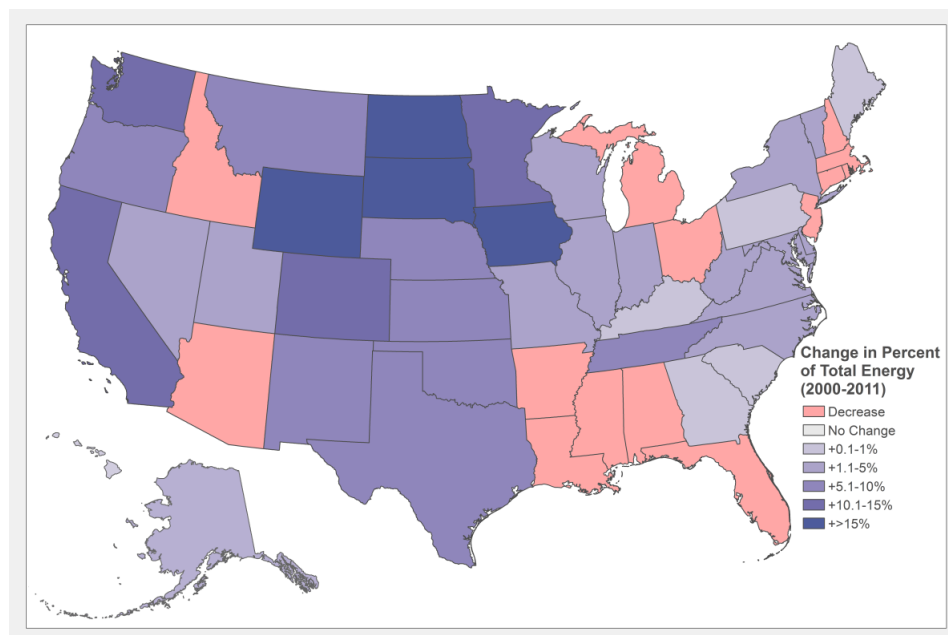 Change in Percent
of Total Energy
(2000-2011)
Decrease
No Change
+0.1-1%
+1.1-5%
+5.1-10%
+10.1-15%
+>15%